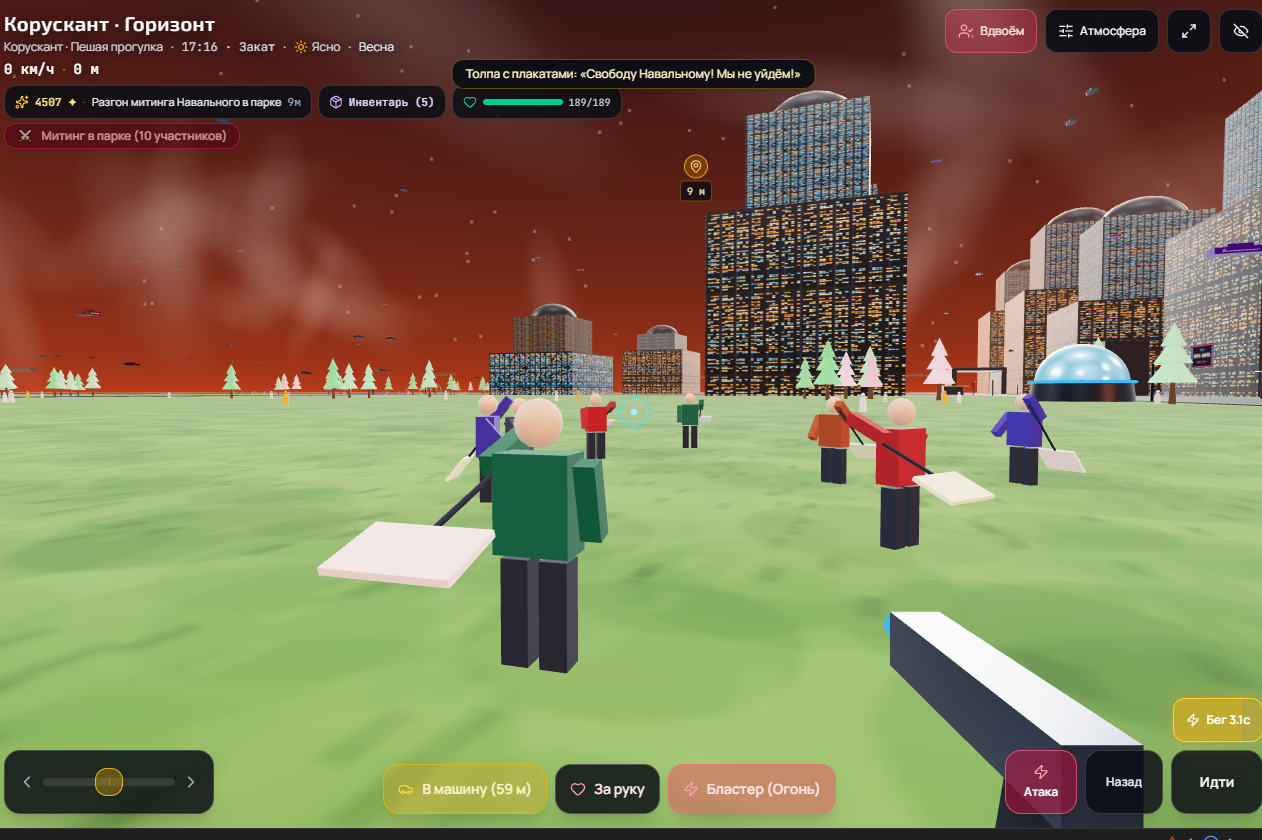 Корускант · Горизонт
Корускант · Пешая прогулка · 17:16 · Закат · Ясно · Весна
0 км/ч · 0 м
4507 ✦ · Разгон митинга Навального в парке 9м
Инвентарь (5)
189/189
Толпа с плакатами: «Свободу Навальному! Мы не уйдём!»
Вдвоём
Атмосфера
Митинг в парке (10 участников)
9 м
Бег 3.1с
В машину (59 м)
За руку
Бластер (Огонь)
Атака
Назад
Идти